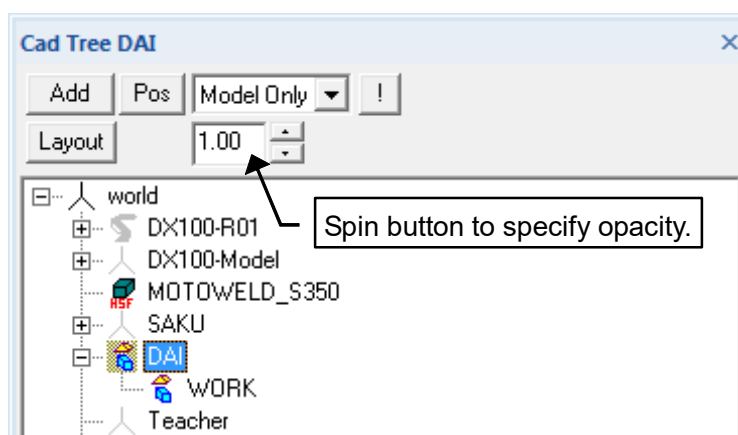 Cad Tree DAI
Add Pos Model Only !
Layout 1.00
world
DX100-R01
Spin button to specify opacity.
DX100-Model
HSF MOTOWELD_S350
SAKU
DAI
WORK
Teacher